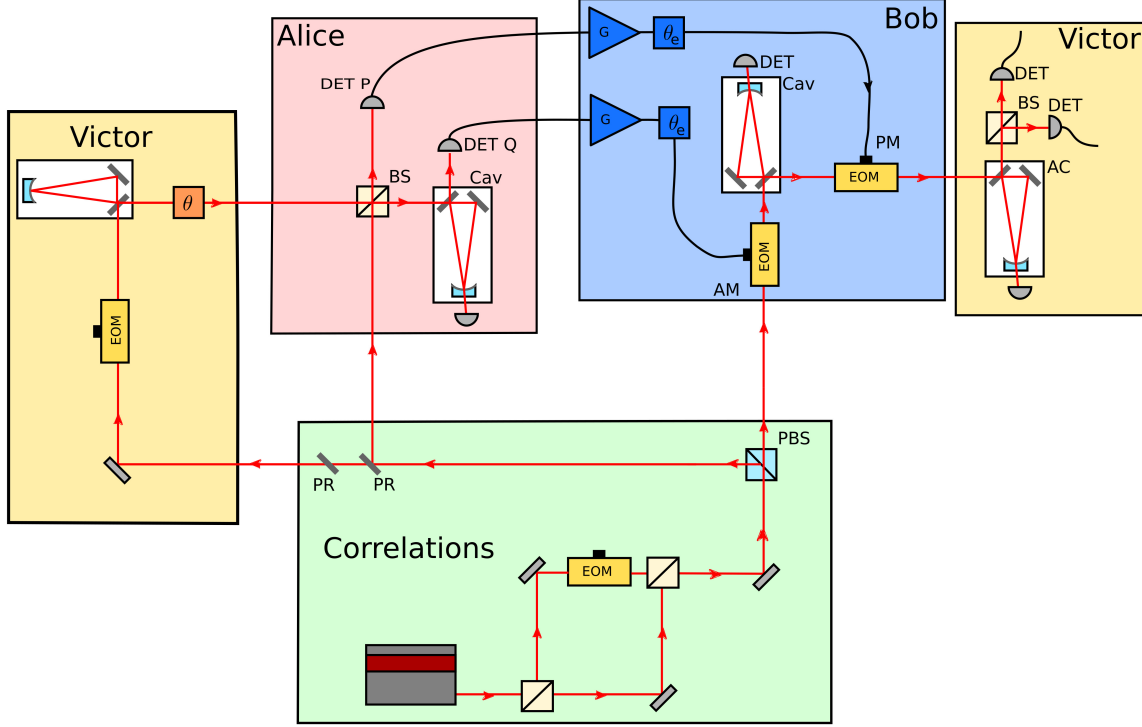 Alice
Bob
Victor
G
θe
DET P
DET
Cav
DET
BS
DET
G
θe
Victor
DET Q
PM
EOM
AC
BS
Cav
θ
EOM
AM
EOM
PBS
PR
PR
Correlations
EOM